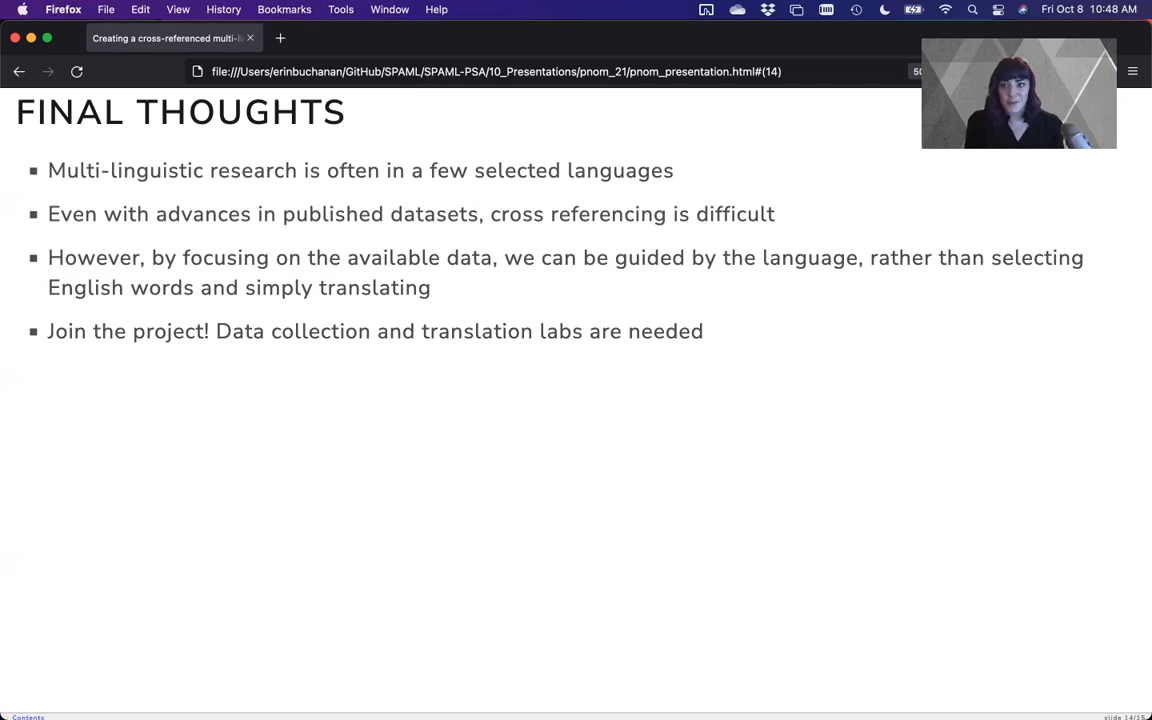 Firefox File Edit View History Bookmarks Tools Window Help Fri Oct 8 10:48 AM
Creating a cross-referenced multi-li
file:///Users/erinbuchanan/GitHub/SPAML/SPAML-PSA/10_Presentations/pnom_21/pnom_presentation.html#(14)
FINAL THOUGHTS
Multi-linguistic research is often in a few selected languages
Even with advances in published datasets, cross referencing is difficult
However, by focusing on the available data, we can be guided by the language, rather than selecting
English words and simply translating
Join the project! Data collection and translation labs are needed
Contents slide 14/15